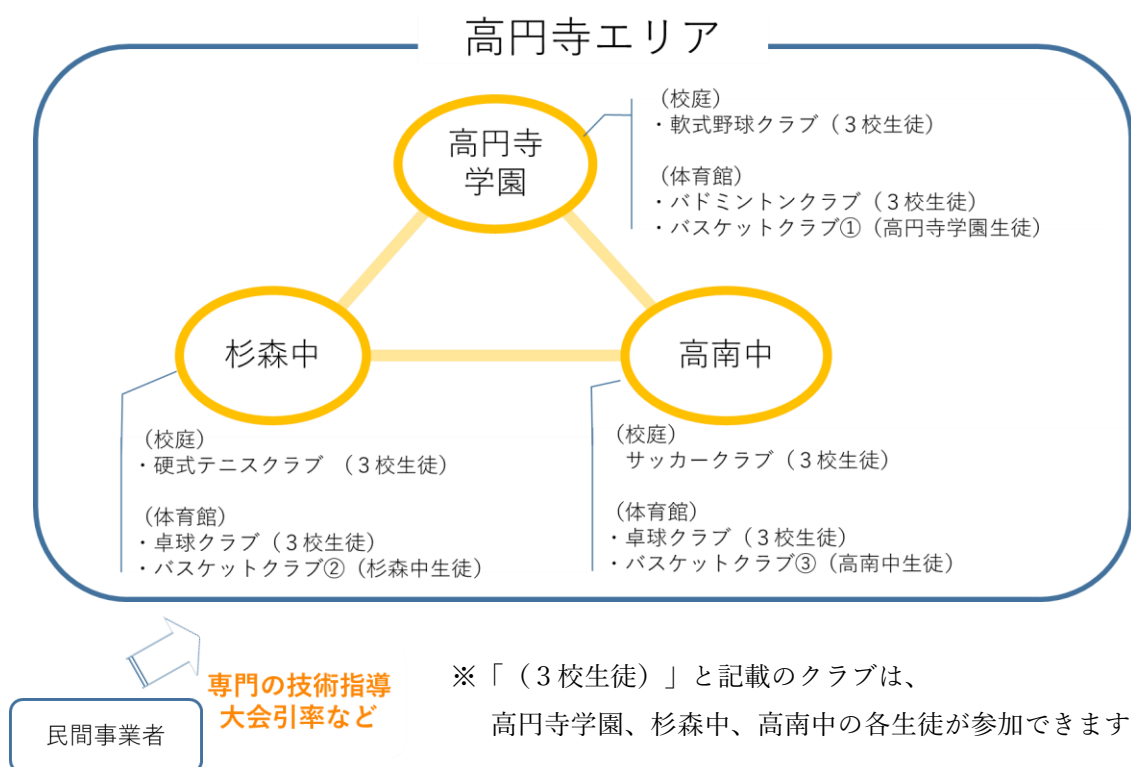 高円寺エリア
高円寺
学園
（校庭）
・軟式野球クラブ（３校生徒）
（体育館）
・バドミントンクラブ（３校生徒）
・バスケットクラブ①（高円寺学園生徒）
杉森中
高南中
（校庭）
・硬式テニスクラブ （３校生徒）
（体育館）
・卓球クラブ（３校生徒）
・バスケットクラブ②（杉森中生徒）
（校庭）
サッカークラブ（３校生徒）
（体育館）
・卓球クラブ（３校生徒）
・バスケットクラブ③（高南中生徒）
専門の技術指導
大会引率など
民間事業者
※「（３校生徒）」と記載のクラブは、
高円寺学園、杉森中、高南中の各生徒が参加できます